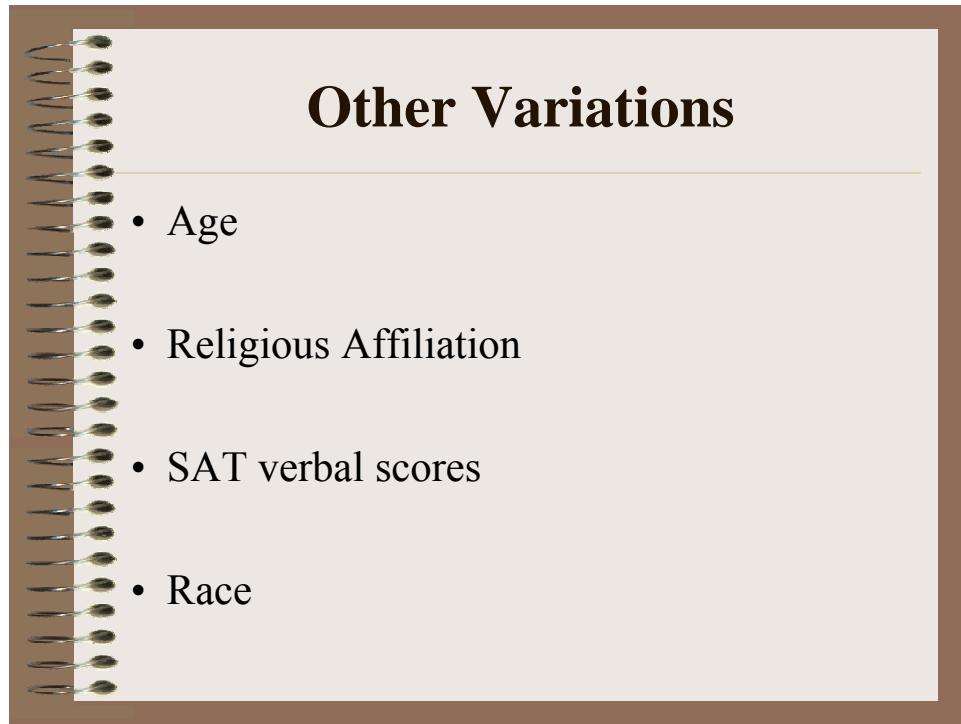 Other Variations
• Age
• Religious Affiliation
• SAT verbal scores
• Race